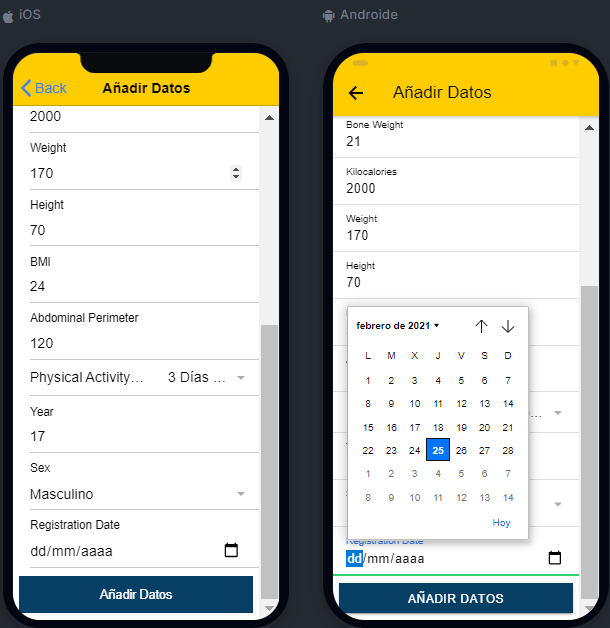 iOS
Back
Añadir Datos
2000
Weight
170
Height
70
BMI
24
Abdominal Perimeter
120
Physical Activity... 3 Días ...
Year
17
Sex
Masculino
Registration Date
dd/mm/aaaa
Añadir Datos
Androide
Añadir Datos
Bone Weight
21
Kilocalories
2000
Weight
170
Height
70
febrero de 2021
L M X J V S D
1 2 3 4 5 6 7
8 9 10 11 12 13 14
15 16 17 18 19 20 21
22 23 24 25 26 27 28
1 2 3 4 5 6 7
8 9 10 11 12 13 14
Hoy
Registration Date
dd/mm/aaaa
AÑADIR DATOS